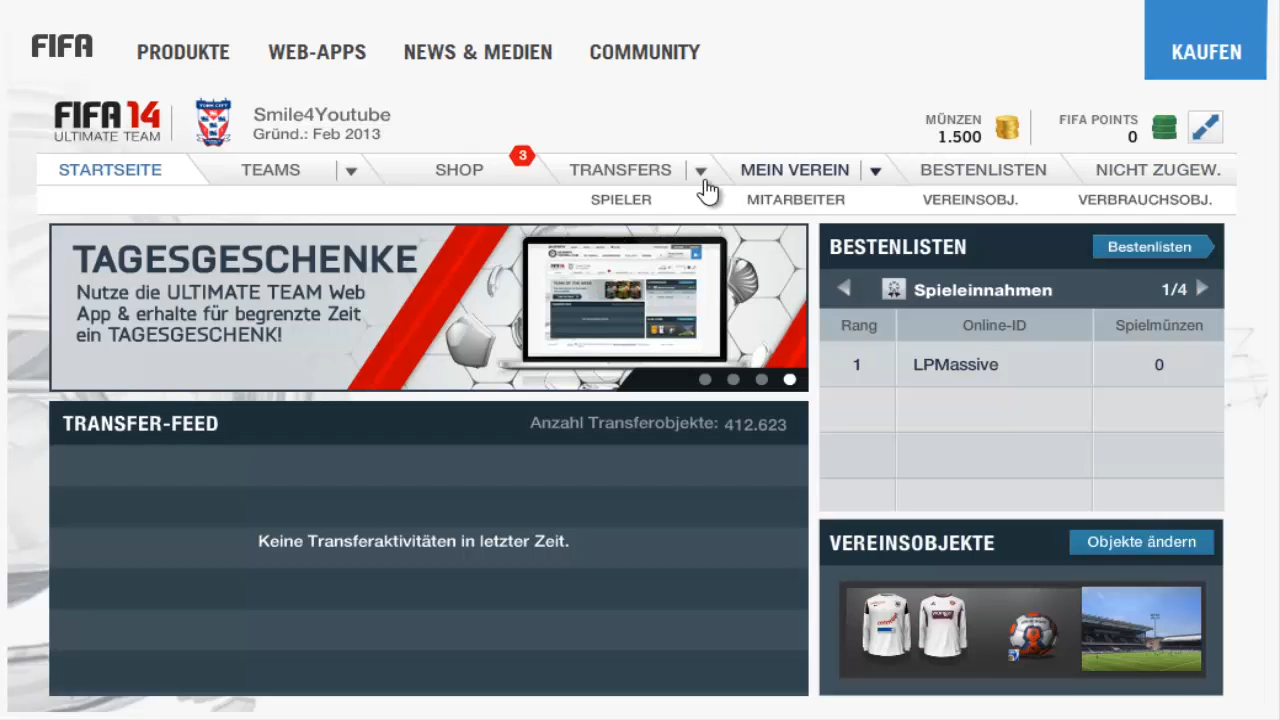 FIFA
PRODUKTE
WEB-APPS
NEWS & MEDIEN
COMMUNITY
KAUFEN
FIFA 14
ULTIMATE TEAM
YORK CITY
Smile4Youtube
Gründ.: Feb 2013
MÜNZEN
1.500
FIFA POINTS
0
STARTSEITE
TEAMS
SHOP
3
TRANSFERS
MEIN VEREIN
BESTENLISTEN
NICHT ZUGEW.
SPIELER
MITARBEITER
VEREINSOBJ.
VERBRAUCHSOBJ.
TAGESGESCHENKE
Nutze die ULTIMATE TEAM Web
App & erhalte für begrenzte Zeit
ein TAGESGESCHENK!
BESTENLISTEN
Bestenlisten
Spieleinnahmen
1/4
Rang
Online-ID
Spielmünzen
1
LPMassive
0
TRANSFER-FEED
Anzahl Transferobjekte: 412.623
Keine Transferaktivitäten in letzter Zeit.
VEREINSOBJEKTE
Objekte ändern